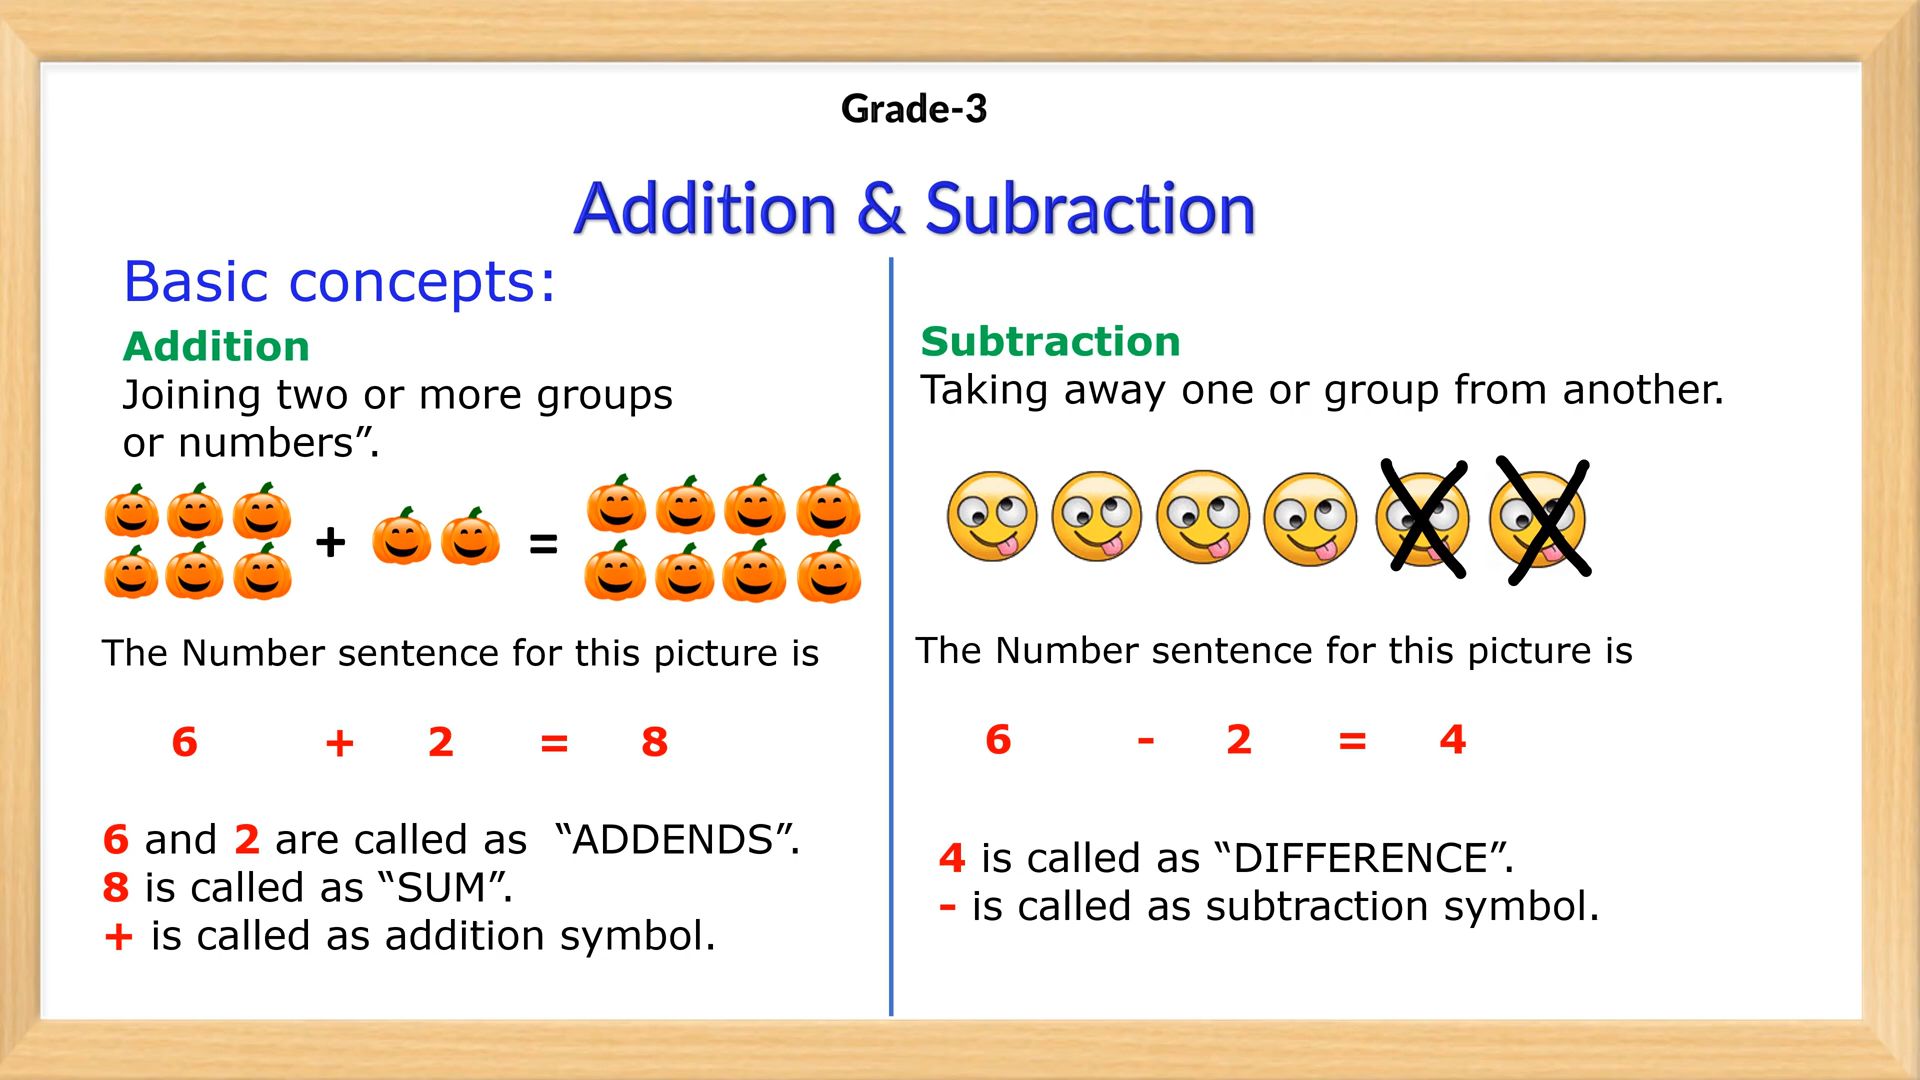 Grade-3
Addition & Subraction
Basic concepts:
Addition
Joining two or more groups
or numbers”.
+ =
The Number sentence for this picture is
6 + 2 = 8
6 and 2 are called as “ADDENDS”.
8 is called as “SUM”.
+ is called as addition symbol.
Subtraction
Taking away one or group from another.
The Number sentence for this picture is
6 - 2 = 4
4 is called as “DIFFERENCE”.
- is called as subtraction symbol.